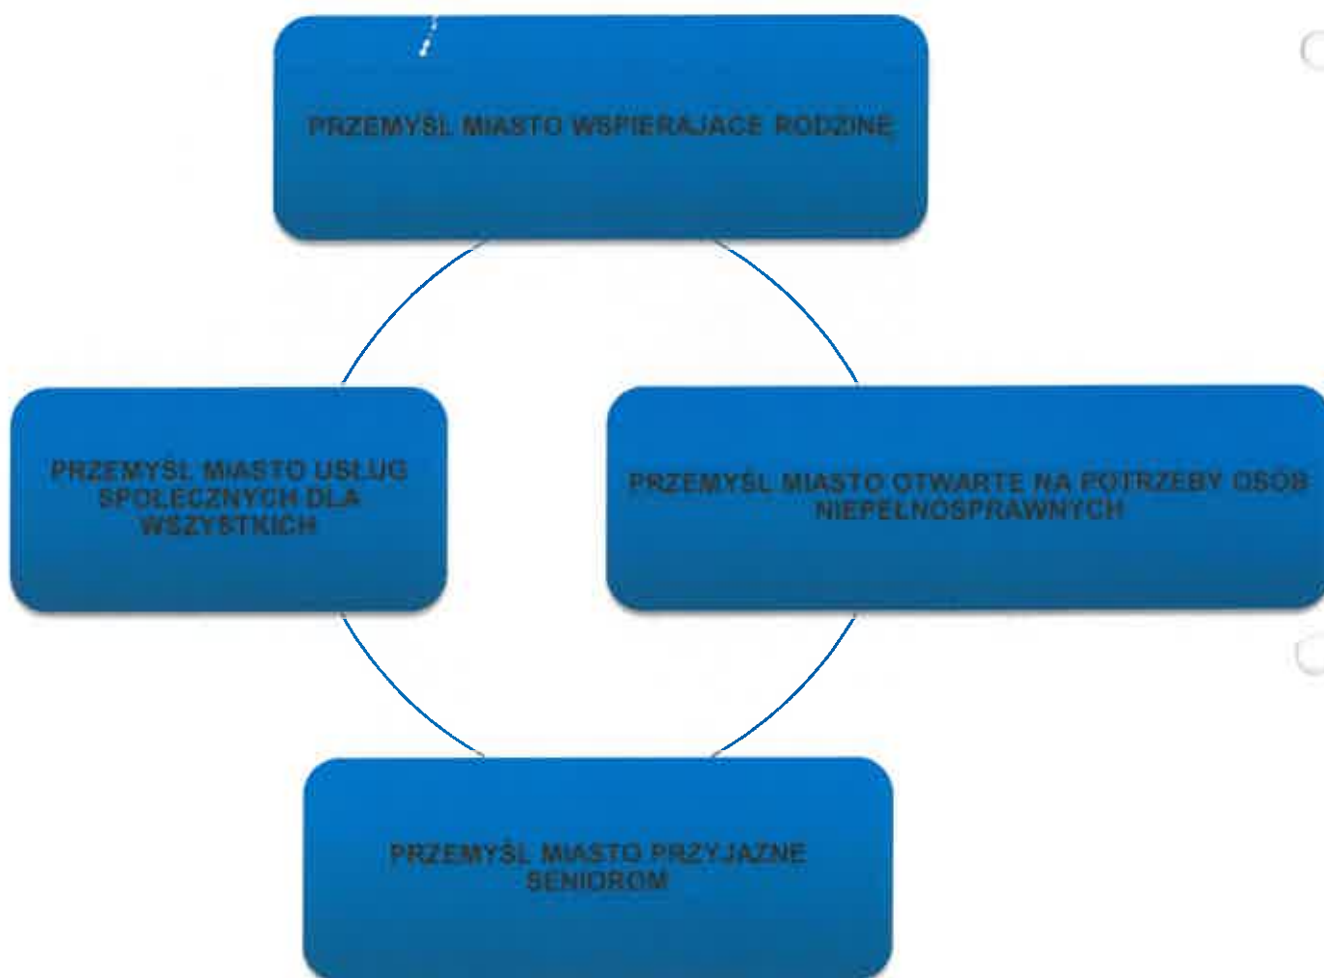 PRZEMYŚL MIASTO WSPIERAJĄCE RODZINĘ
PRZEMYŚL MIASTO USŁUG
SPOŁECZNYCH DLA
WSZYSTKICH
PRZEMYŚL MIASTO OTWARTE NA POTRZEBY OSÓB
NIEPEŁNOSPRAWNYCH
PRZEMYŚL MIASTO PRZYJAZNE
SENIOROM